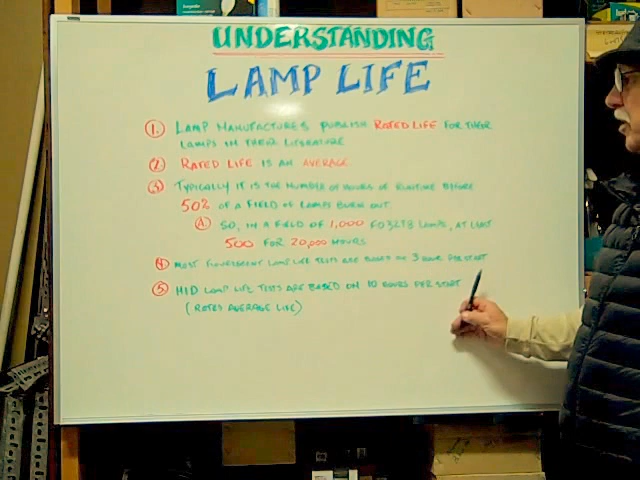 UNDERSTANDING
LAMP LIFE
1. LAMP MANUFACTURES PUBLISH RATED LIFE FOR THEIR
LAMPS IN THEIR LITERATURE
2. RATED LIFE IS AN AVERAGE
3 TYPICALLY IT IS THE NUMBER OF HOURS OF RUNTIME BEFORE
50% OF A FIELD OF LAMPS BURN OUT
A. SO, IN A FIELD OF 1,000 FO32T8 LAMPS, AT LEAST
500 FOR 20,000 HOURS
4 MOST FLUORESCENT LAMP LIFE TESTS ARE BASED ON 3 HOUR PER START
5 HID LAMP LIFE TESTS ARE BASED ON 10 HOURS PER START
(RATED AVERAGE LIFE)